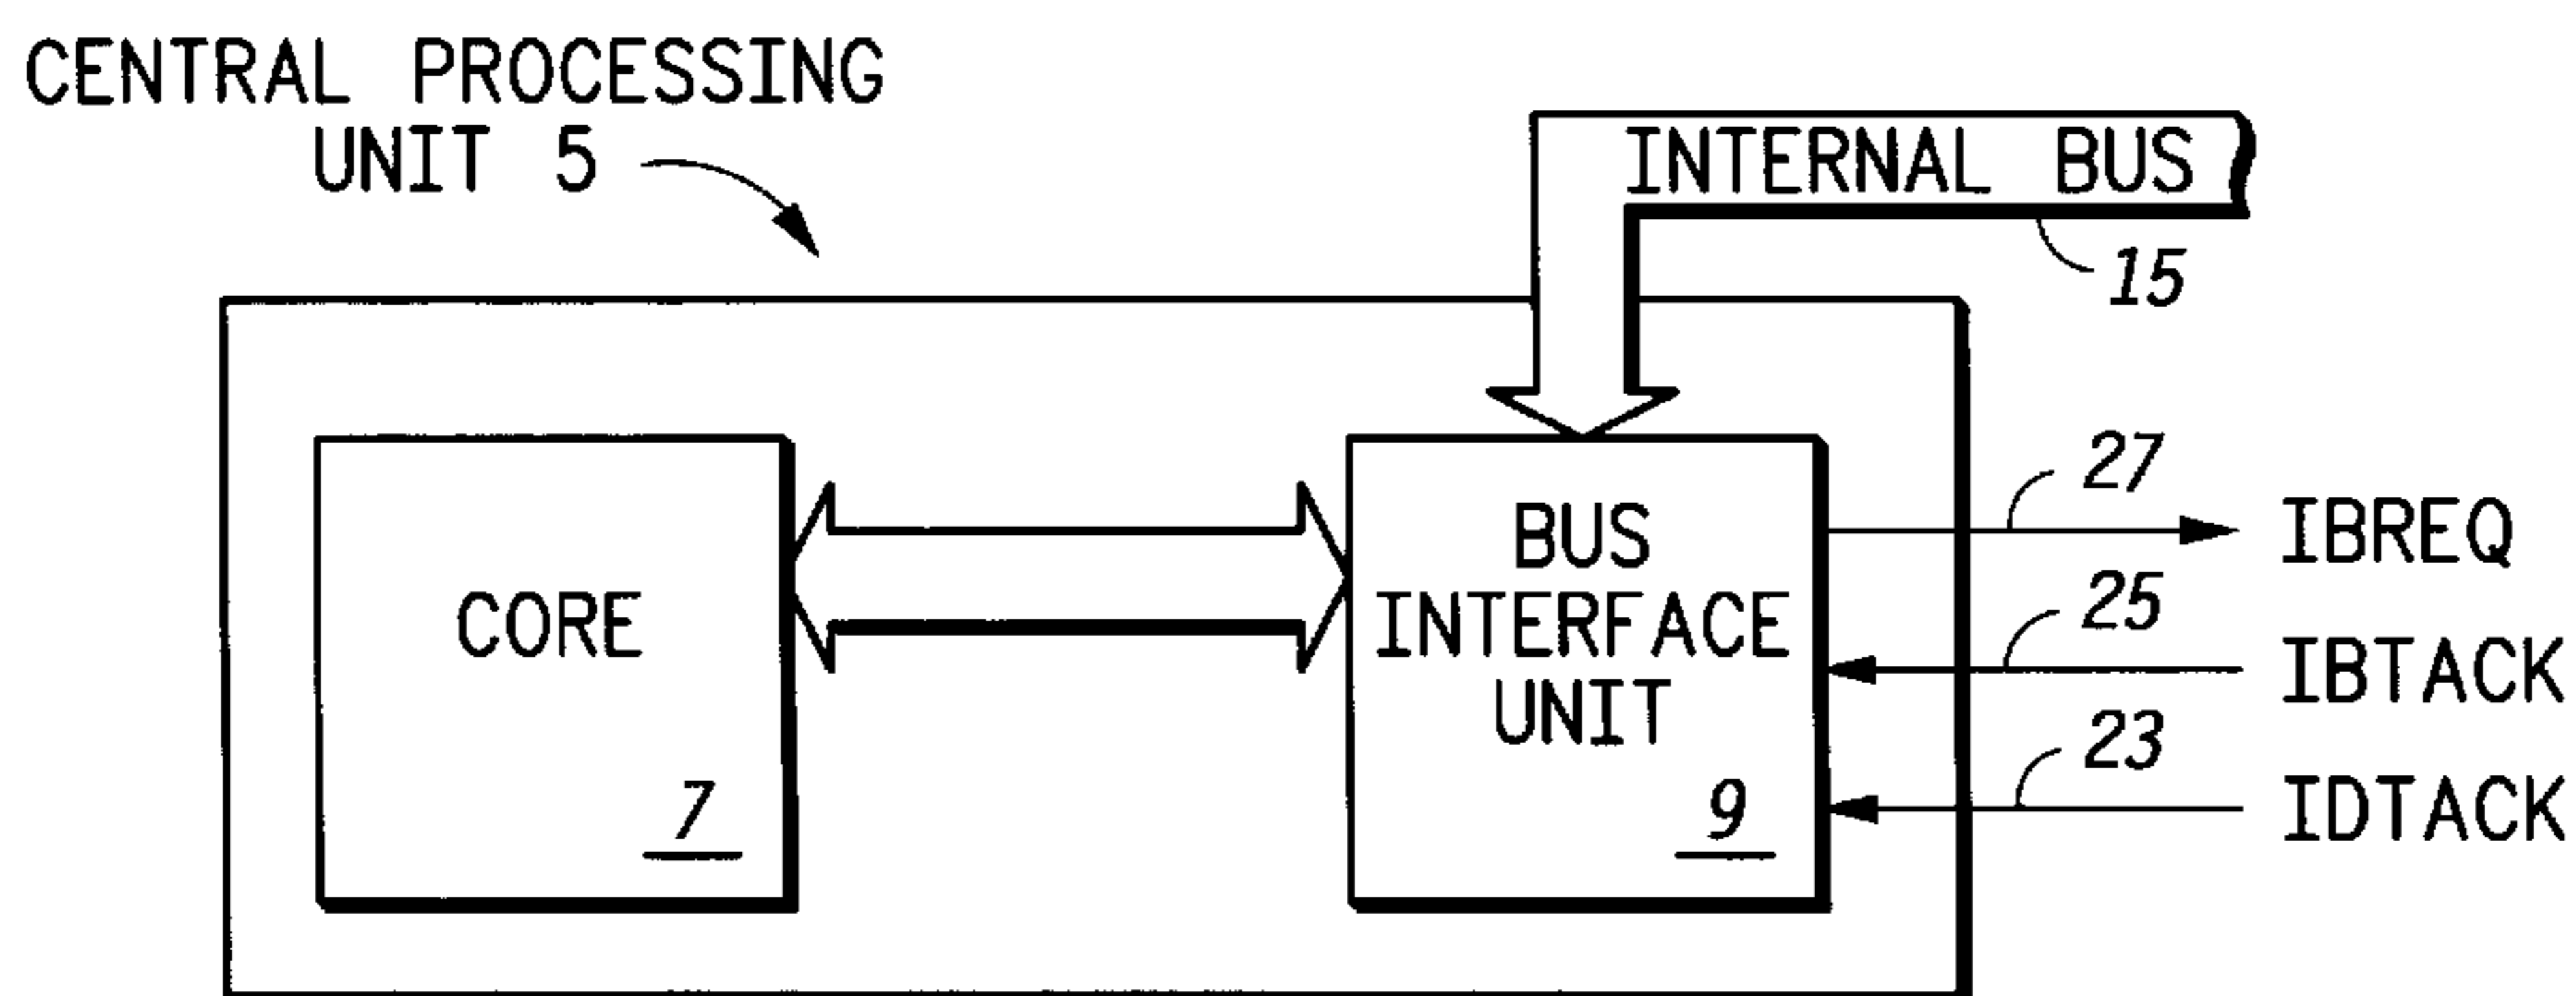 CENTRAL PROCESSING
UNIT 5
INTERNAL BUS
15
CORE
7
BUS
INTERFACE
UNIT
9
27
IBREQ
25
IBTACK
23
IDTACK